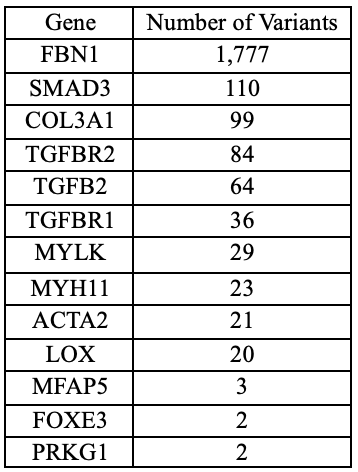 Gene Number of Variants
FBN1 1,777
SMAD3 110
COL3A1 99
TGFBR2 84
TGFB2 64
TGFBR1 36
MYLK 29
MYH11 23
ACTA2 21
LOX 20
MFAP5 3
FOXE3 2
PRKG1 2